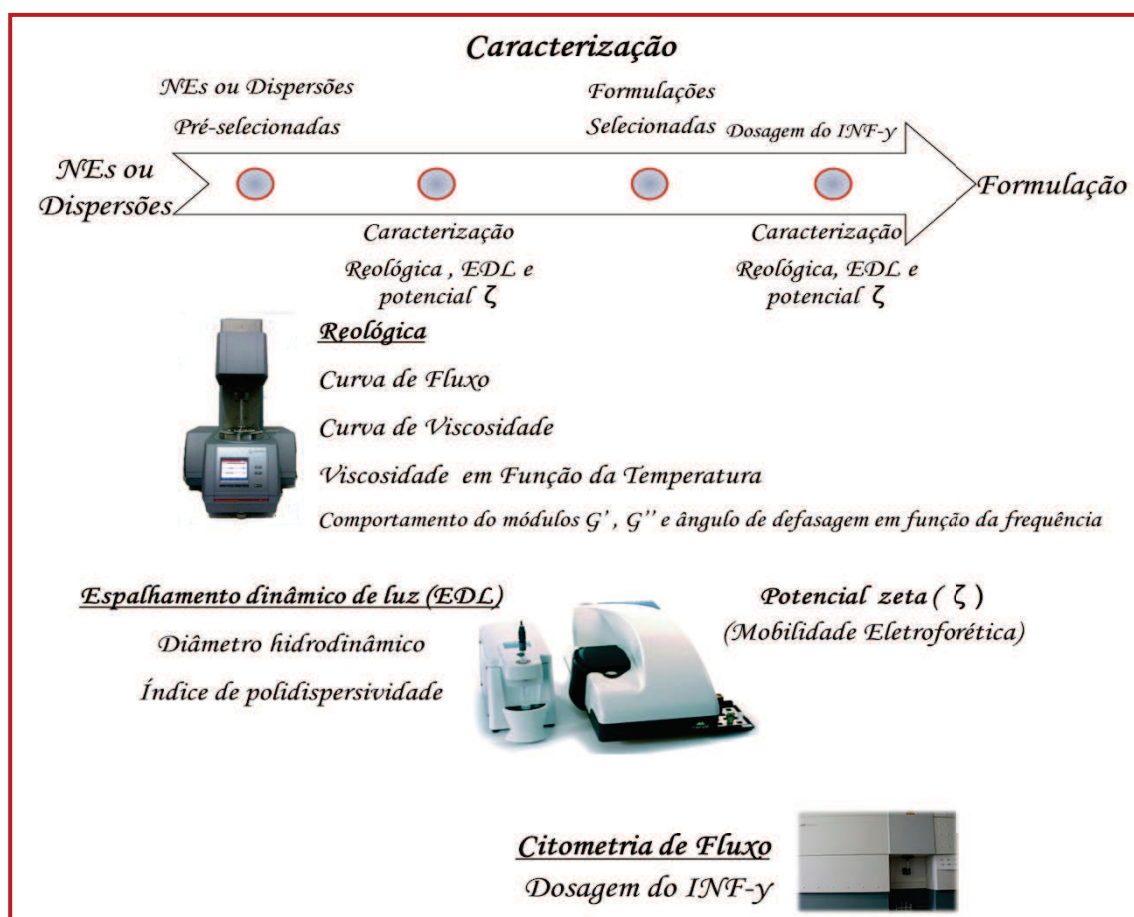 Caracterização
NEs ou Dispersões
Pré-selecionadas
Formulações
Selecionadas
Dosagem do INF-y
NEs ou
Dispersões
Formulação
Caracterização
Reológica , EDL e
potencial ζ
Caracterização
Reológica, EDL e
potencial ζ
Reológica
Curva de Fluxo
Curva de Viscosidade
Viscosidade em Função da Temperatura
Comportamento do módulos G' , G'' e ângulo de defasagem em função da frequência
Espalhamento dinâmico de luz (EDL)
Diâmetro hidrodinâmico
Índice de polidispersividade
Potencial zeta ( ζ )
(Mobilidade Eletroforética)
Citometria de Fluxo
Dosagem do INF-y